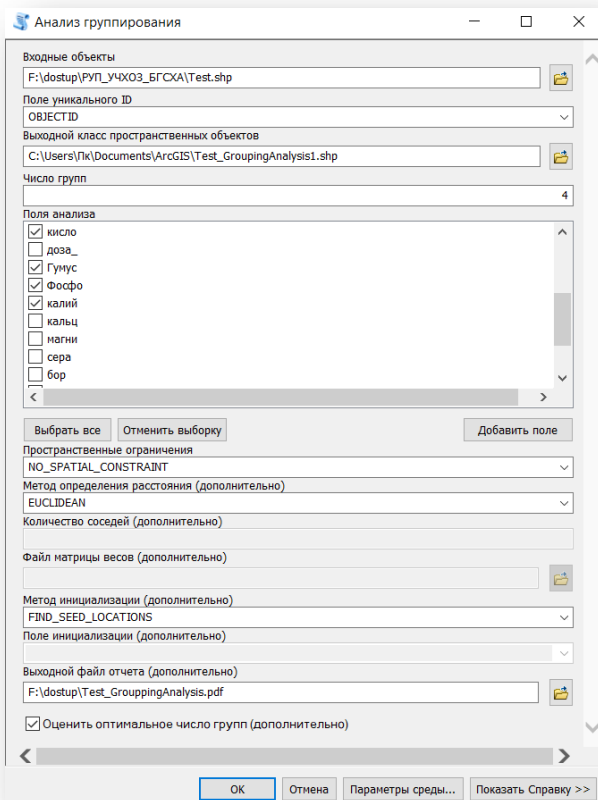 Анализ группирования
Входные объекты
F:\dostup\РУП_УЧХОЗ_БГСХА\Test.shp
Поле уникального ID
OBJECTID
Выходной класс пространственных объектов
C:\Users\Пк\Documents\ArcGIS\Test_GroupingAnalysis1.shp
Число групп
4
Поля анализа
кисло
доза_
Гумус
Фосфо
калий
кальц
магни
сера
бор
Выбрать все Отменить выборку Добавить поле
Пространственные ограничения
NO_SPATIAL_CONSTRAINT
Метод определения расстояния (дополнительно)
EUCLIDEAN
Количество соседей (дополнительно)
Файл матрицы весов (дополнительно)
Метод инициализации (дополнительно)
FIND_SEED_LOCATIONS
Поле инициализации (дополнительно)
Выходной файл отчета (дополнительно)
F:\dostup\Test_GrouppingAnalysis.pdf
Оценить оптимальное число групп (дополнительно)
ОК Отмена Параметры среды... Показать Справку >>